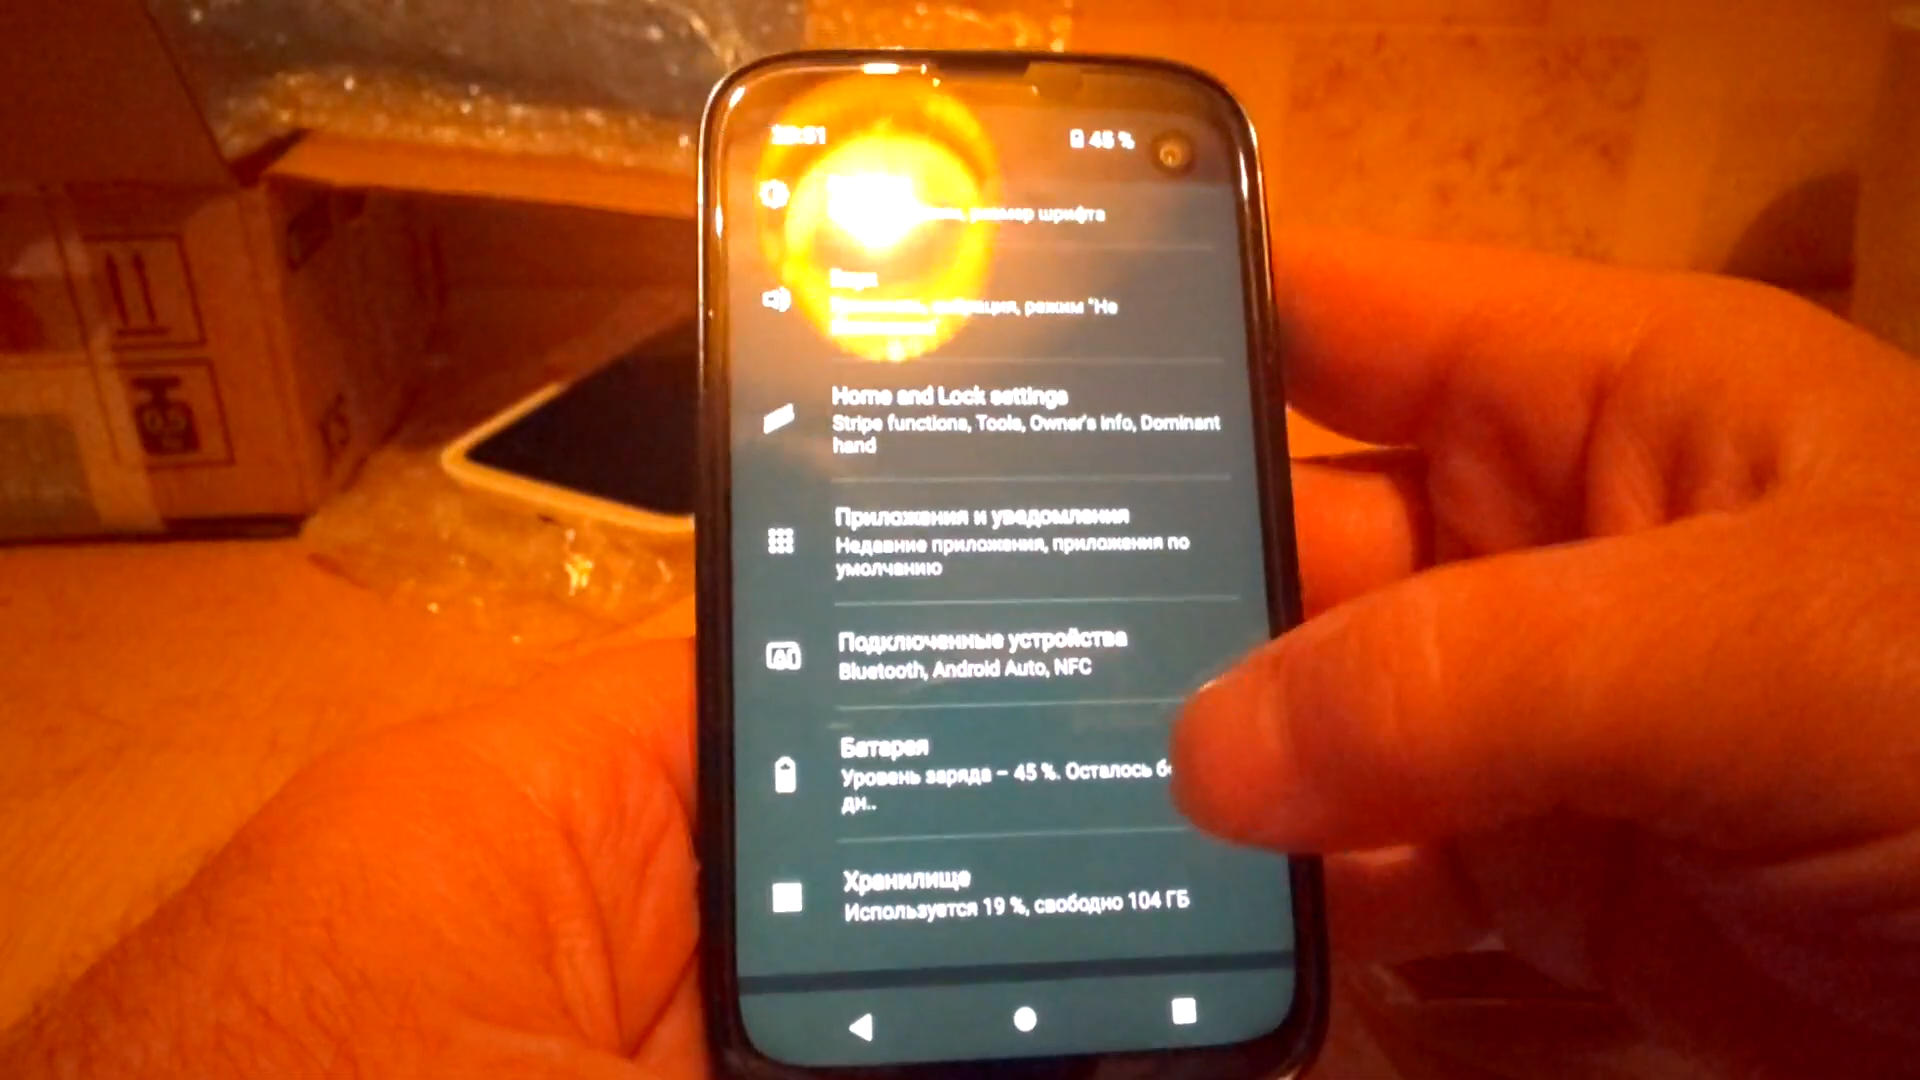 45 %
размер шрифта
режим "Не
Home and Lock settings
Stripe functions, Tools, Owner's info, Dominant
hand
Приложения и уведомления
Недавние приложения, приложения по
умолчанию
Подключенные устройства
Bluetooth, Android Auto, NFC
Батарея
Уровень заряда – 45 %. Осталось
дн..
Хранилище
Используется 19 %, свободно 104 ГБ